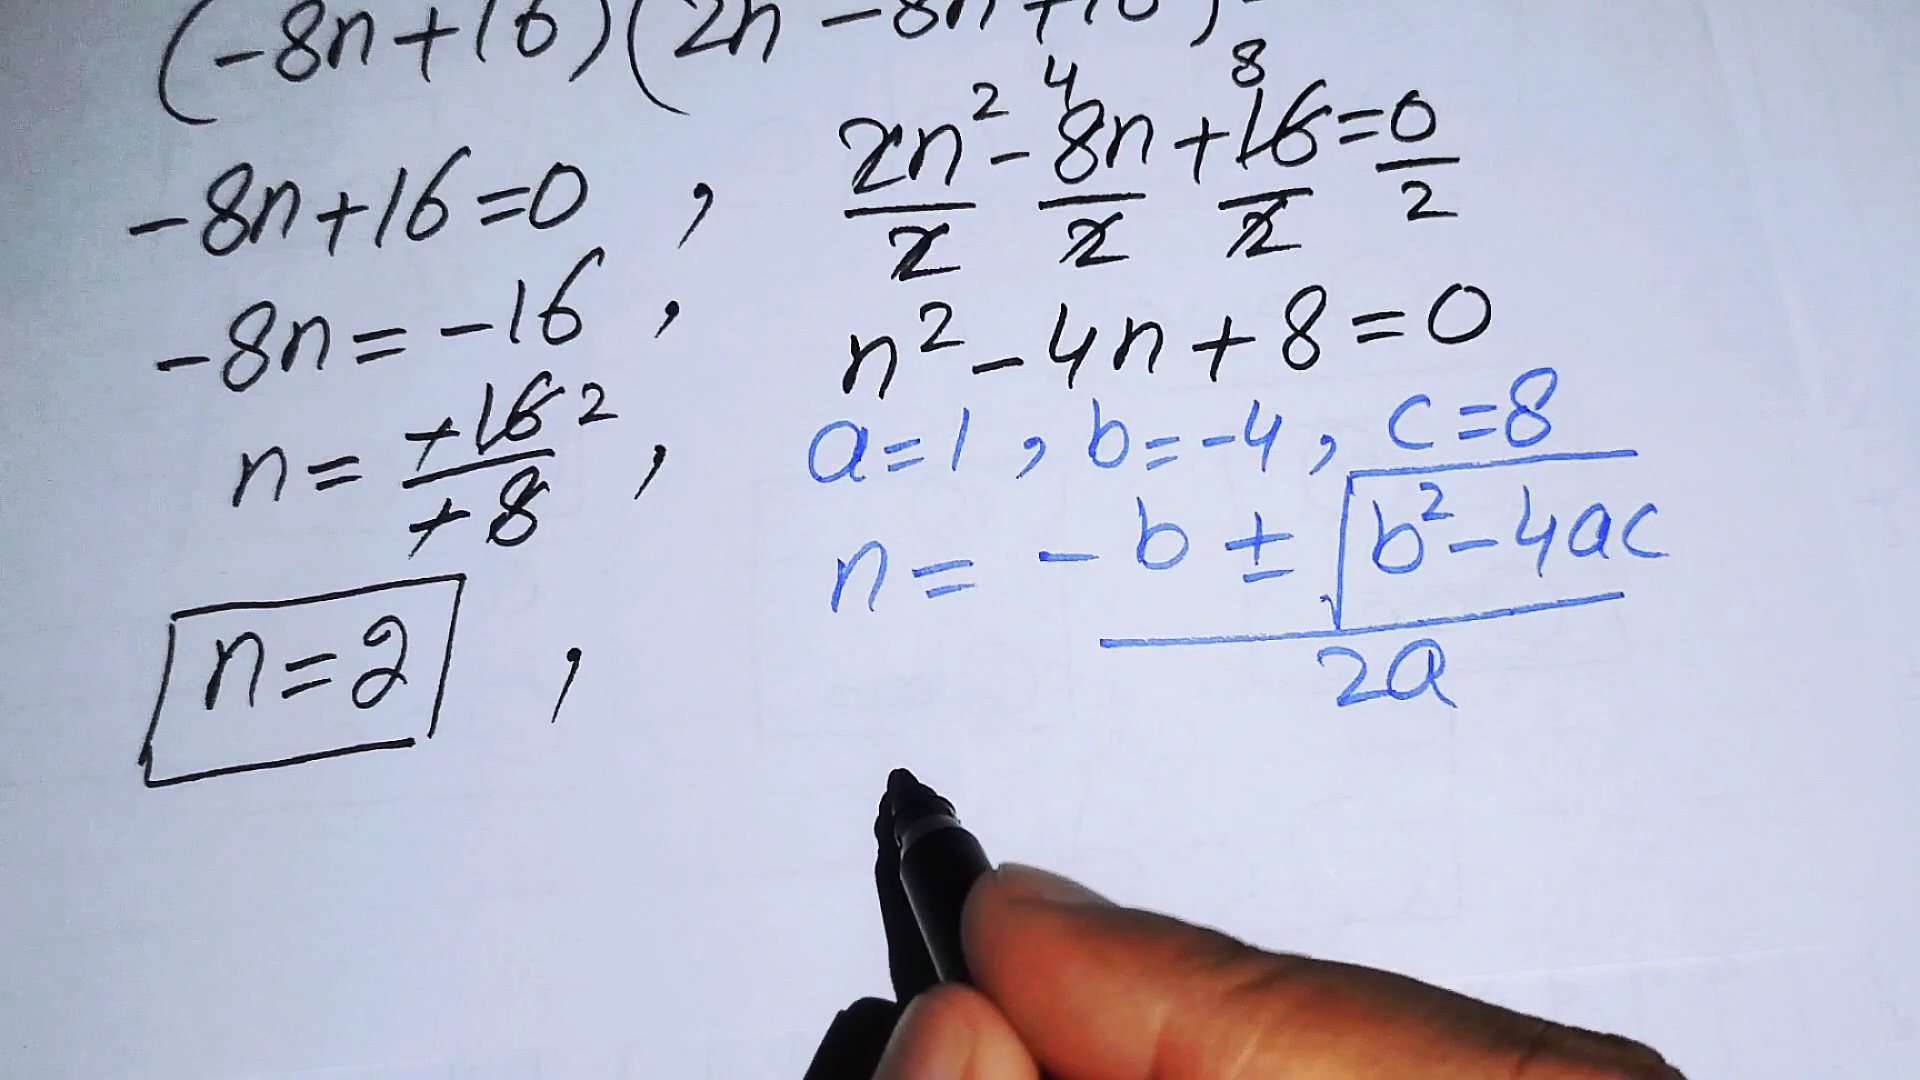 (-8n+16)(2n²-8n+16)
-8n+16=0 , 2n²/2 - 8n/2 4 + 16/2 8 = 0/2
-8n=-16 , n²-4n+8=0
n= +16/+8 2 , a=1, b=-4, c=8
n=2 , n= -b ± √b²-4ac / 2a